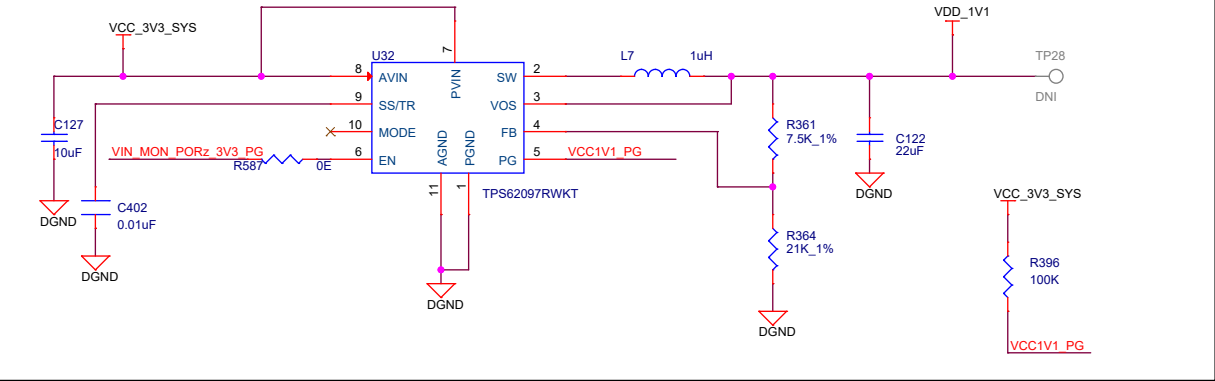 VCC_3V3_SYS
VDD_1V1
U32
L7 1uH
TP28
DNI
7
8 AVIN
PVIN
SW 2
9 SS/TR
VOS 3
10 MODE
FB 4
6 EN
PG 5
AGND
PGND
11
1
TPS62097RWKT
C127
10uF
DGND
VIN_MON_PORz_3V3_PG
R587 0E
C402
0.01uF
DGND
DGND
VCC1V1_PG
R361
7.5K_1%
C122
22uF
DGND
R364
21K_1%
DGND
VCC_3V3_SYS
R396
100K
VCC1V1_PG